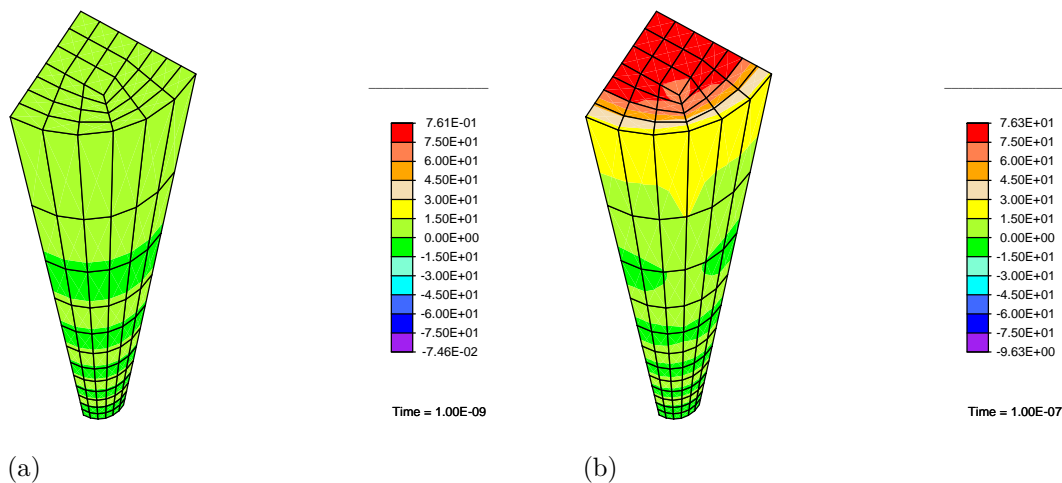 7.61E-01
7.50E+01
6.00E+01
4.50E+01
3.00E+01
1.50E+01
0.00E+00
-1.50E+01
-3.00E+01
-4.50E+01
-6.00E+01
-7.50E+01
-7.46E-02
Time = 1.00E-09
(a)
7.63E+01
7.50E+01
6.00E+01
4.50E+01
3.00E+01
1.50E+01
0.00E+00
-1.50E+01
-3.00E+01
-4.50E+01
-6.00E+01
-7.50E+01
-9.63E+00
Time = 1.00E-07
(b)